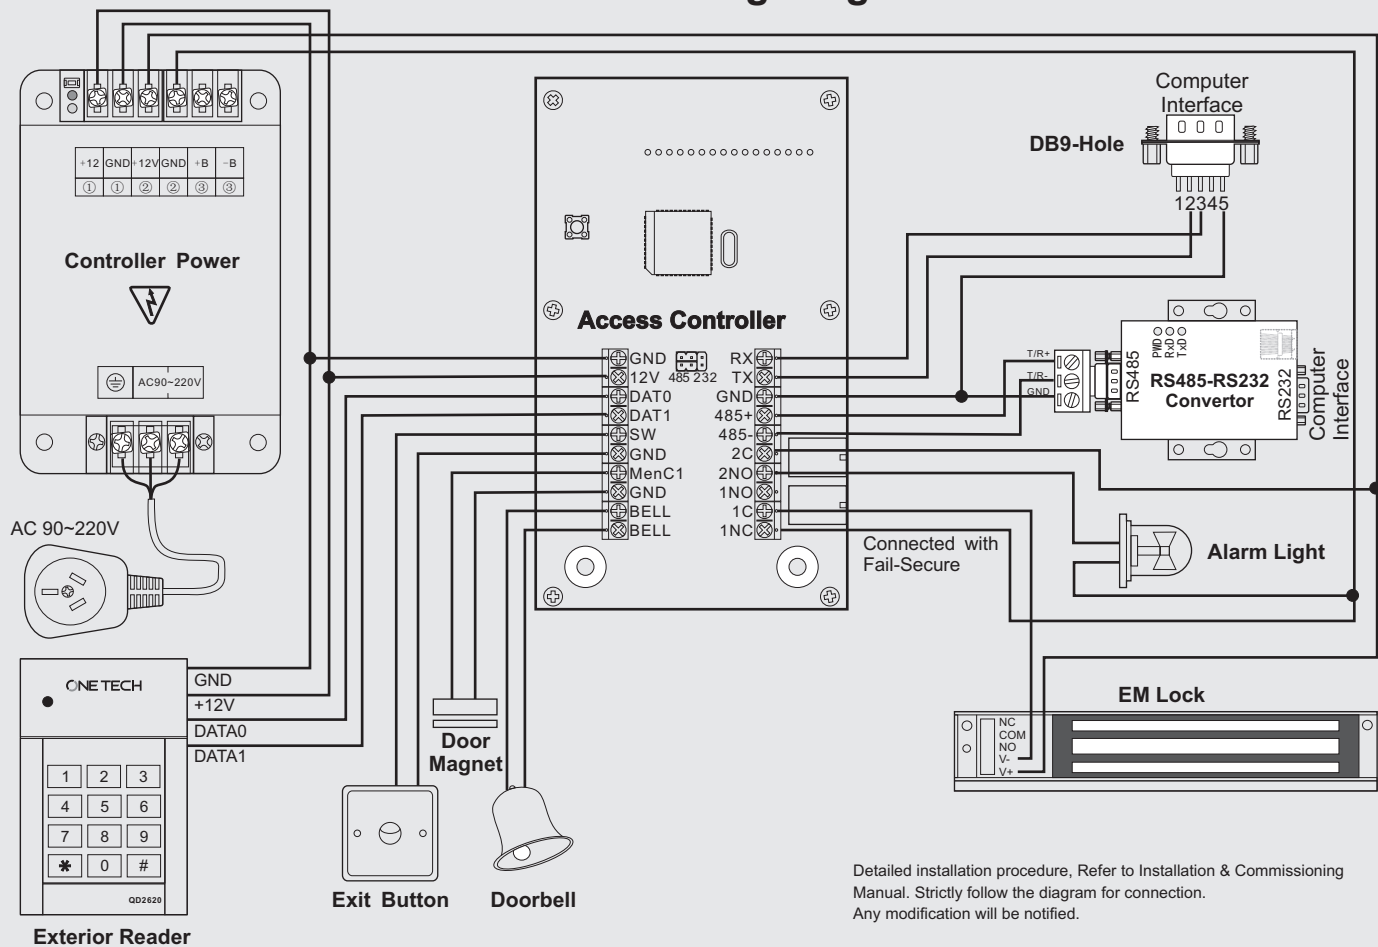 +12 GND +12V GND +B -B
① ① ② ② ③ ③
Controller Power
AC90~220V
AC 90~220V
ONE TECH
GND
+12V
DATA0
DATA1
1 2 3
4 5 6
7 8 9
* 0 #
QD2620
Exterior Reader
Access Controller
GND
12V
DAT0
DAT1
SW
GND
MenC1
GND
BELL
BELL
485 232
RX
TX
GND
485+
485-
2C
2NO
1NO
1C
1NC
Connected with
Fail-Secure
Door
Magnet
Exit Button
Doorbell
Computer
Interface
DB9-Hole
12345
T/R+
T/R-
GND
RS485
PWD
RxD
TxD
RS485-RS232
Convertor
RS232
Computer
Interface
Alarm Light
EM Lock
NC
COM
NO
V-
V+
Detailed installation procedure, Refer to Installation & Commissioning
Manual. Strictly follow the diagram for connection.
Any modification will be notified.